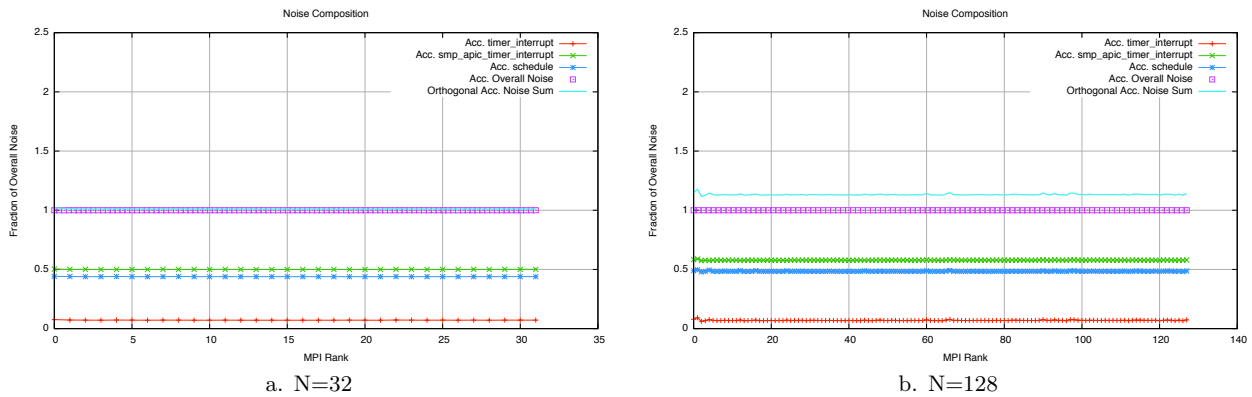 Noise Composition
2.5
2
1.5
1
0.5
0
Fraction of Overall Noise
Acc. timer_interrupt
Acc. smp_apic_timer_interrupt
Acc. schedule
Acc. Overall Noise
Orthogonal Acc. Noise Sum
0 5 10 15 20 25 30 35
MPI Rank
a. N=32
Noise Composition
2.5
2
1.5
1
0.5
0
Fraction of Overall Noise
Acc. timer_interrupt
Acc. smp_apic_timer_interrupt
Acc. schedule
Acc. Overall Noise
Orthogonal Acc. Noise Sum
0 20 40 60 80 100 120 140
MPI Rank
b. N=128